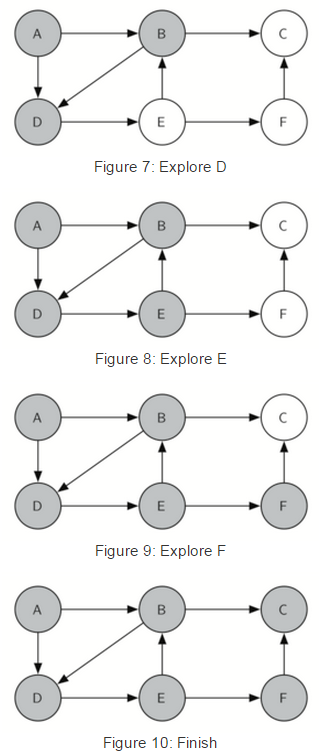 A B C
D E F
Figure 7: Explore D
A B C
D E F
Figure 8: Explore E
A B C
D E F
Figure 9: Explore F
A B C
D E F
Figure 10: Finish